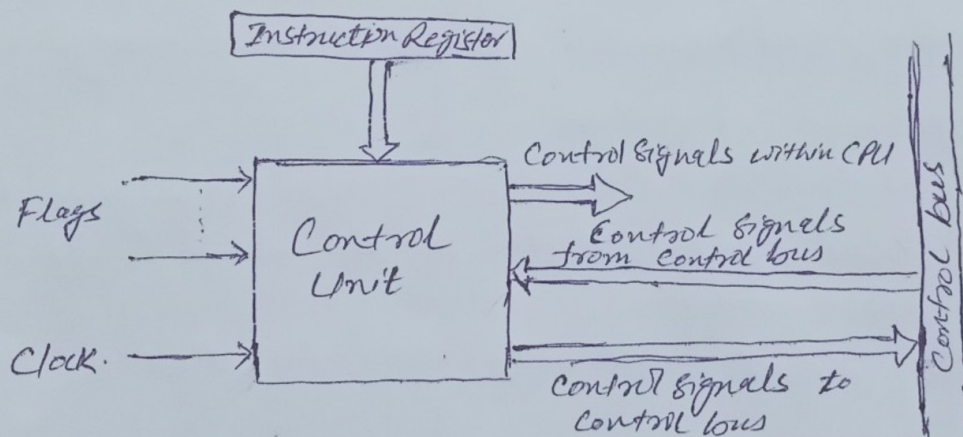 Instruction Register
Control Signals within CPU
Flags
Control Unit
Control Signals
from Control bus
Clock.
Control Signals to
Control bus
Control bus